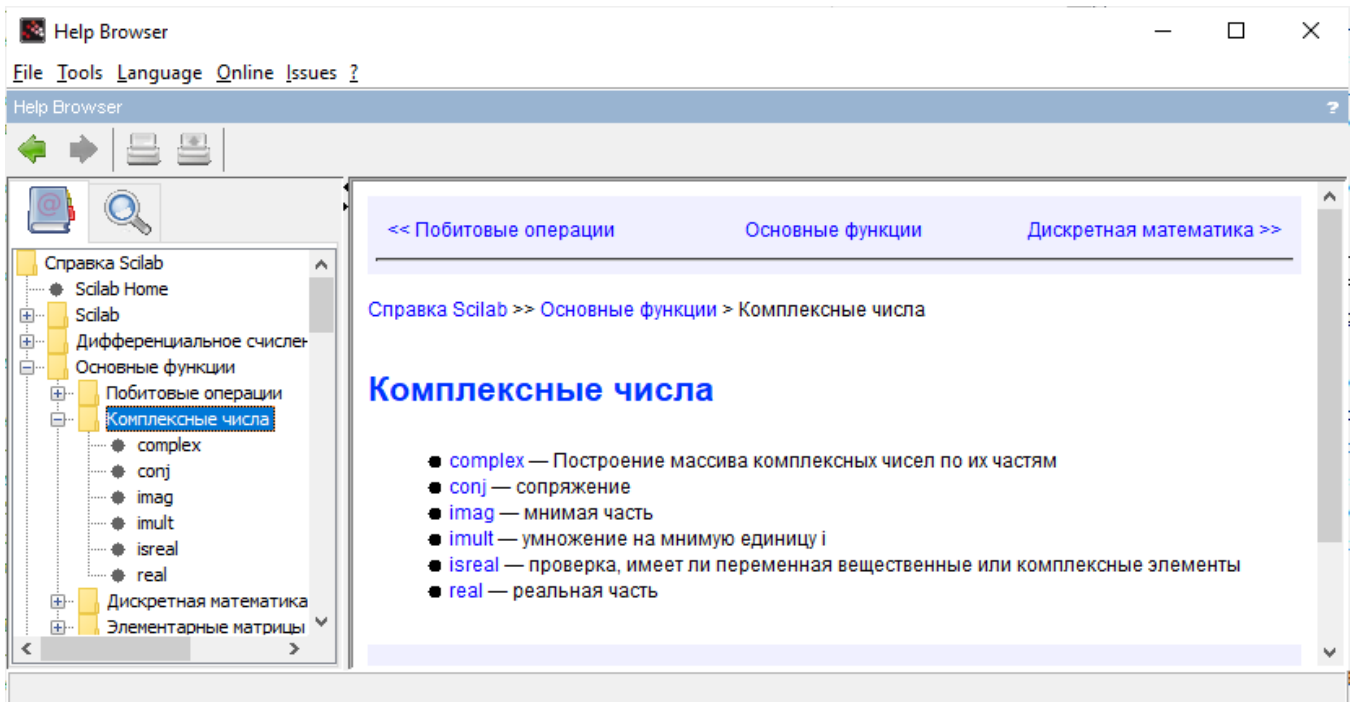 Help Browser
File Tools Language Online Issues ?
Help Browser ?
Справка Scilab
Scilab Home
Scilab
Дифференциальное счислен
Основные функции
Побитовые операции
Комплексные числа
complex
conj
imag
imult
isreal
real
Дискретная математика
Элементарные матрицы
<< Побитовые операции Основные функции Дискретная математика >>
Справка Scilab >> Основные функции > Комплексные числа
Комплексные числа
complex — Построение массива комплексных чисел по их частям
conj — сопряжение
imag — мнимая часть
imult — умножение на мнимую единицу i
isreal — проверка, имеет ли переменная вещественные или комплексные элементы
real — реальная часть